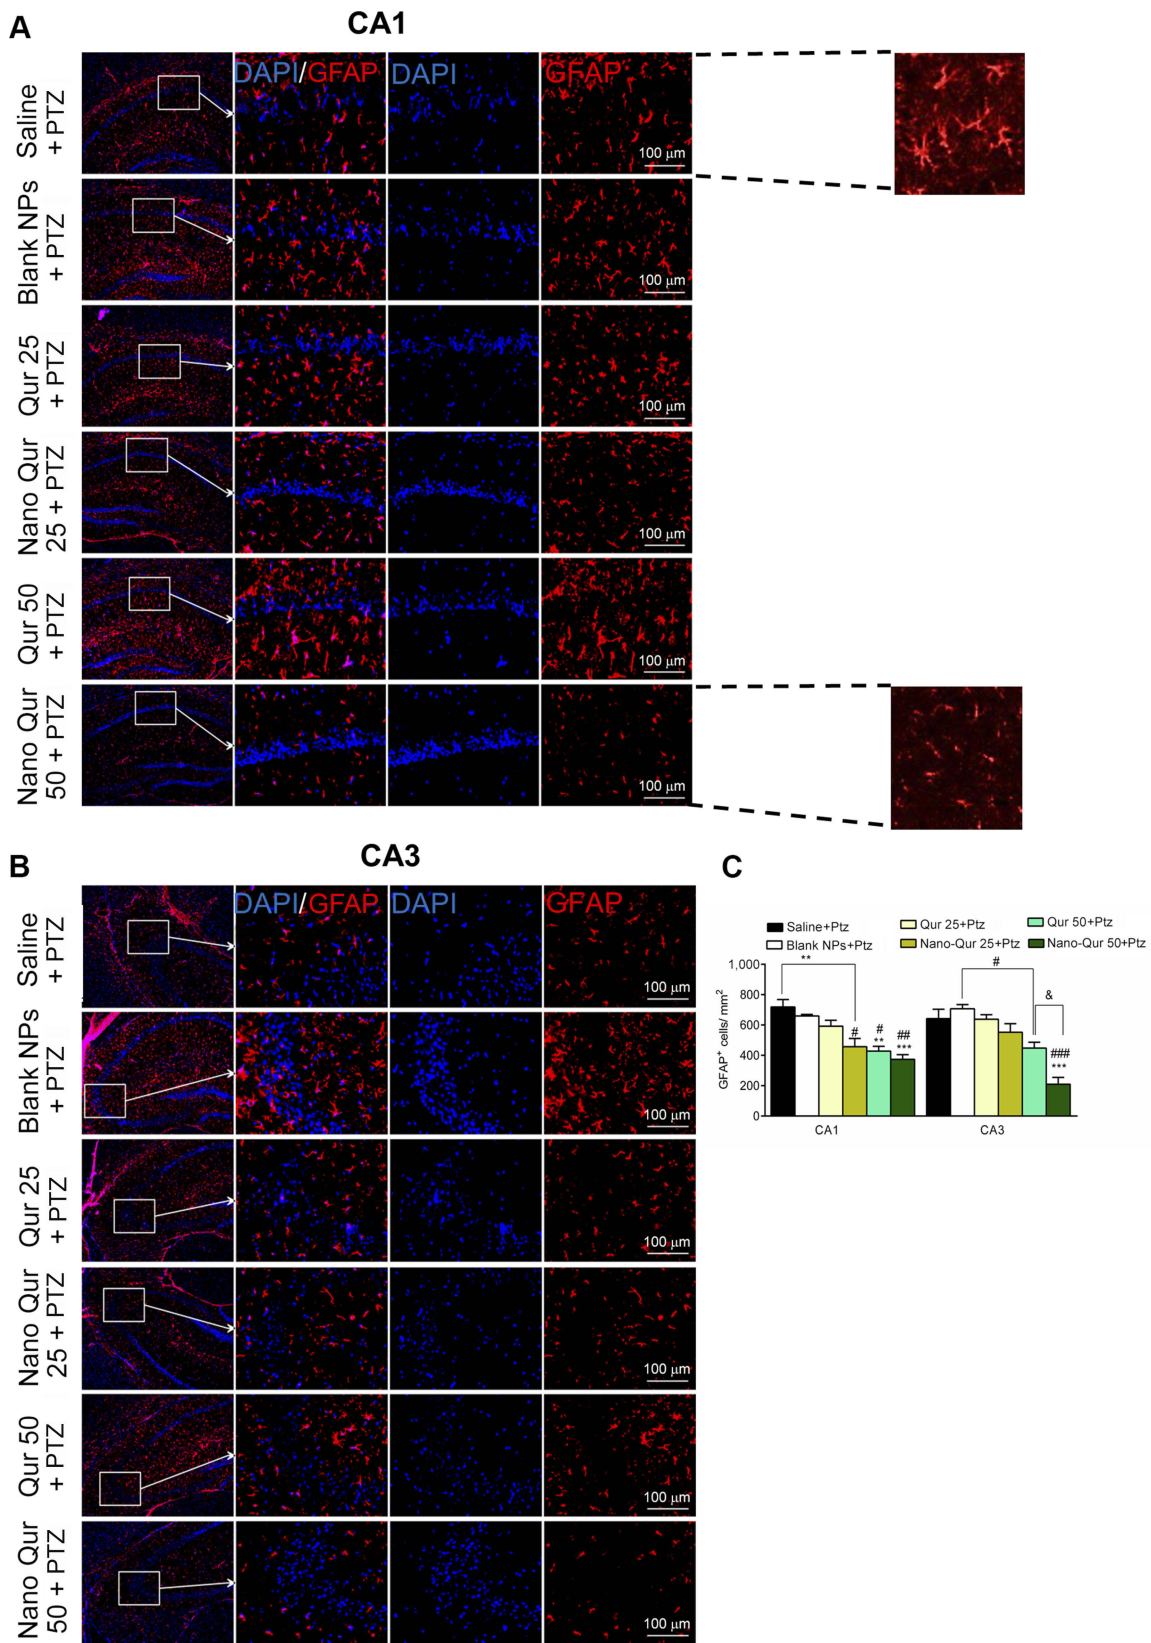 A
CA1
Saline
+ PTZ
DAPI/GFAP
DAPI
GFAP
100 µm
Blank NPs
+ PTZ
100 µm
Qur 25
+ PTZ
100 µm
Nano Qur
25 + PTZ
100 µm
Qur 50
+ PTZ
100 µm
Nano Qur
50 + PTZ
100 µm
B
CA3
Saline
+ PTZ
DAPI/GFAP
DAPI
GFAP
100 µm
Blank NPs
+ PTZ
100 µm
Qur 25
+ PTZ
100 µm
Nano Qur
25 + PTZ
100 µm
Qur 50
+ PTZ
100 µm
Nano Qur
50 + PTZ
100 µm
C
Saline+Ptz
Qur 25+Ptz
Qur 50+Ptz
Blank NPs+Ptz
Nano-Qur 25+Ptz
Nano-Qur 50+Ptz
GFAP⁺ cells/ mm²
1,000
800
600
400
200
0
**
#
#
**
##
***
#
&
###
***
CA1
CA3